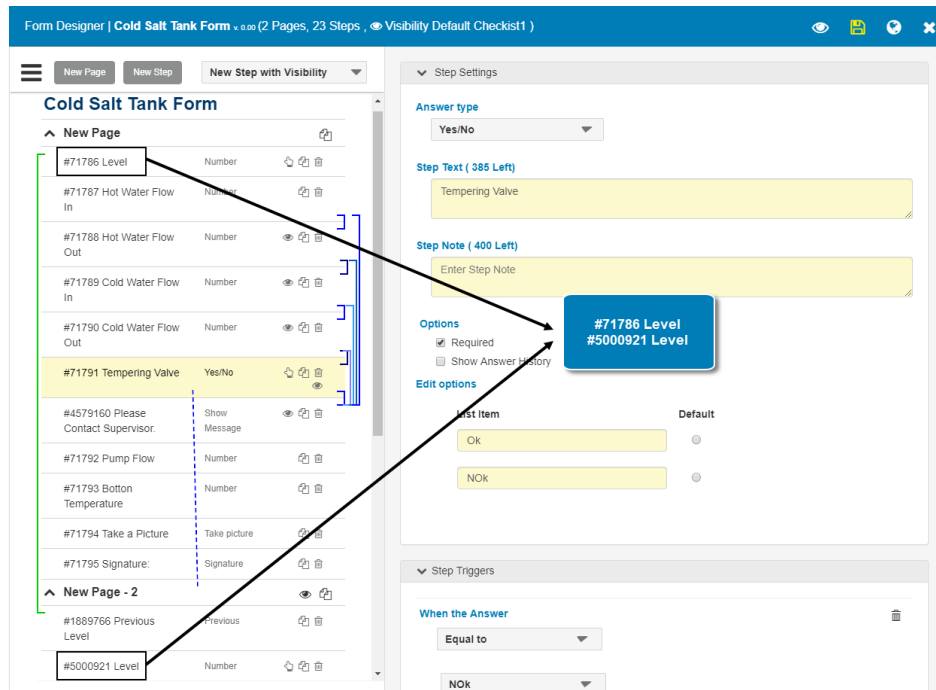 Form Designer | Cold Salt Tank Form v. 0.00 (2 Pages, 23 Steps , Visibility Default Checkist1 )
New Page
New Step
New Step with Visibility
Cold Salt Tank Form
New Page
#71786 Level
Number
#71787 Hot Water Flow
In
Number
#71788 Hot Water Flow
Out
Number
#71789 Cold Water Flow
In
Number
#71790 Cold Water Flow
Out
Number
#71791 Tempering Valve
Yes/No
#4579160 Please
Contact Supervisor.
Show
Message
#71792 Pump Flow
Number
#71793 Botton
Temperature
Number
#71794 Take a Picture
Take picture
#71795 Signature:
Signature
New Page - 2
#1889766 Previous
Level
Previous
#5000921 Level
Number
Step Settings
Answer type
Yes/No
Step Text ( 385 Left)
Tempering Valve
Step Note ( 400 Left)
Enter Step Note
Options
Required
Show Answer History
#71786 Level
#5000921 Level
Edit options
List Item
Default
Ok
NOk
Step Triggers
When the Answer
Equal to
NOk